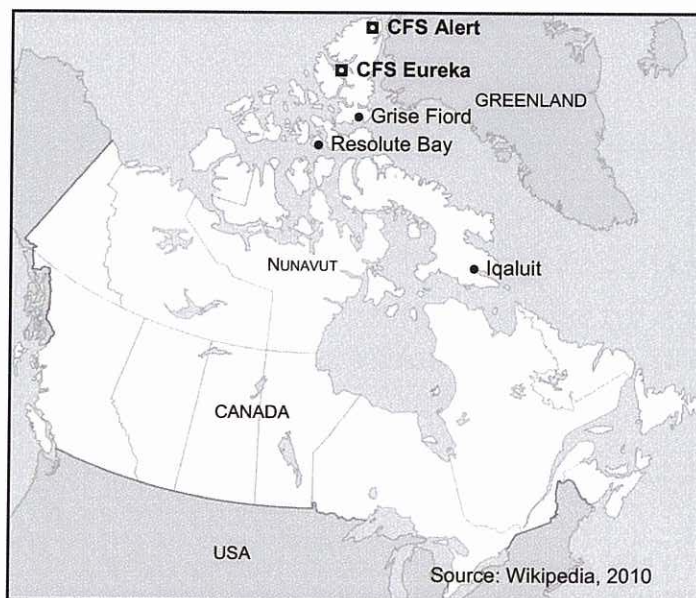 CFS Alert
CFS Eureka
GREENLAND
Grise Fiord
Resolute Bay
NUNAVUT
Iqaluit
CANADA
USA
Source: Wikipedia, 2010